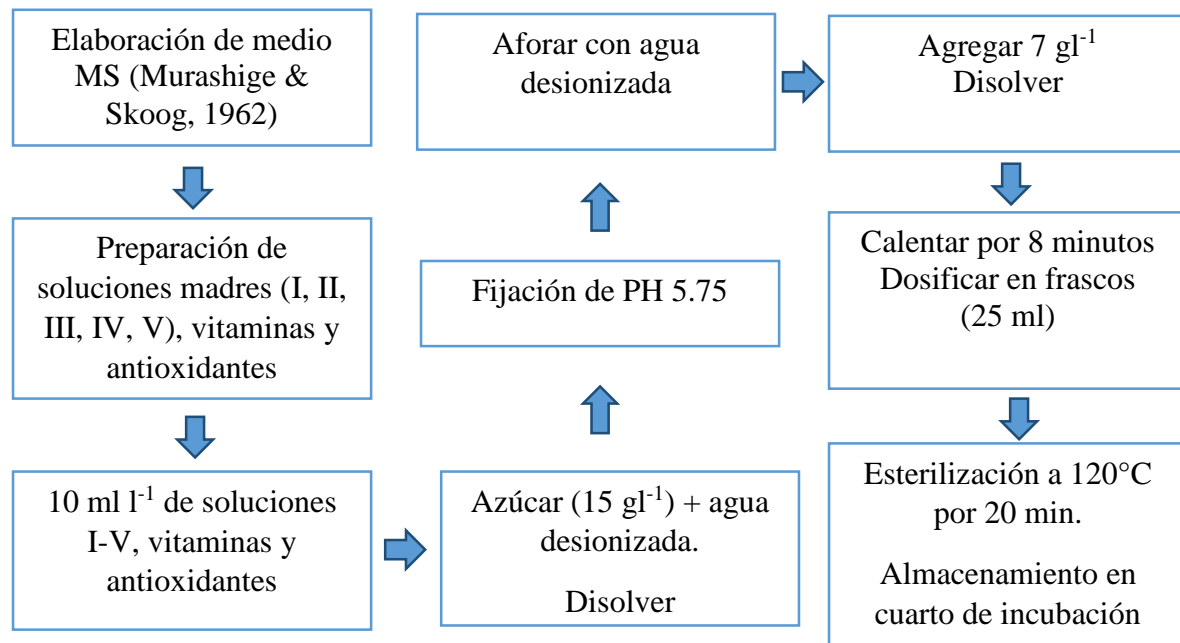 Elaboración de medio
MS (Murashige &
Skoog, 1962)
Preparación de
soluciones madres (I, II,
III, IV, V), vitaminas y
antioxidantes
10 ml l⁻¹ de soluciones
I-V, vitaminas y
antioxidantes
Azúcar (15 gl⁻¹) + agua
desionizada.
Disolver
Fijación de PH 5.75
Aforar con agua
desionizada
Agregar 7 gl⁻¹
Disolver
Calentar por 8 minutos
Dosificar en frascos
(25 ml)
Esterilización a 120°C
por 20 min.
Almacenamiento en
cuarto de incubación